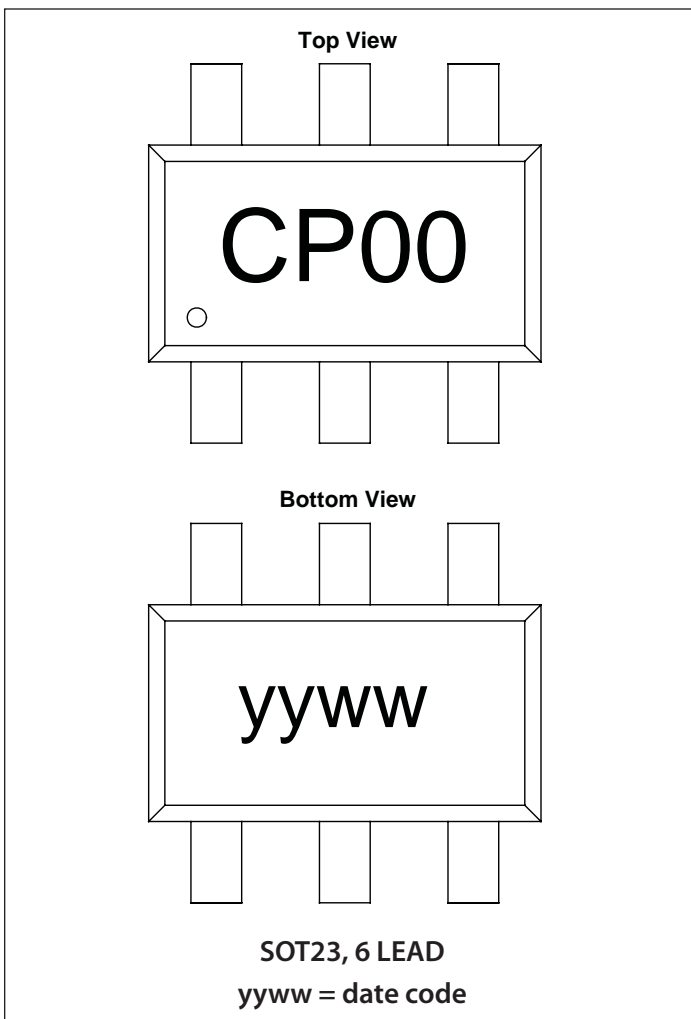 Top View
CP00
Bottom View
yyww
SOT23, 6 LEAD
yyww = date code